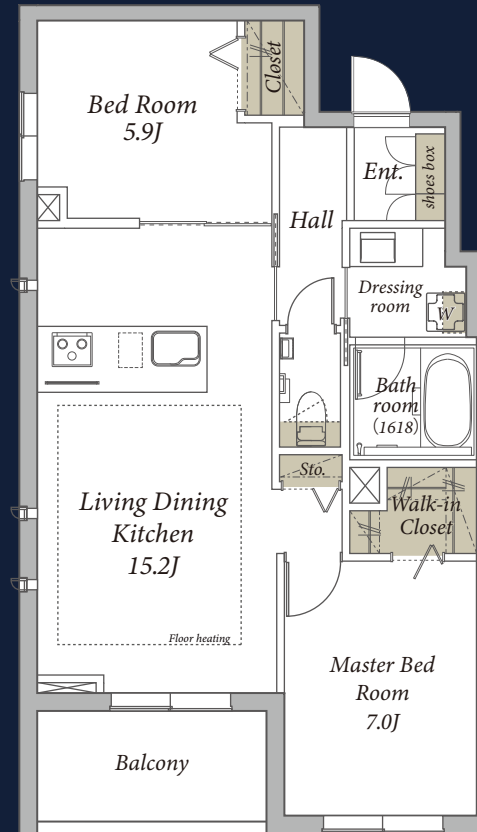 Bed Room
5.9J
Closet
Ent.
shoes box
Hall
Dressing
room
W
Bath
room
(1618)
Sto.
Walk-in
Closet
Living Dining
Kitchen
15.2J
Floor heating
Master Bed
Room
7.0J
Balcony